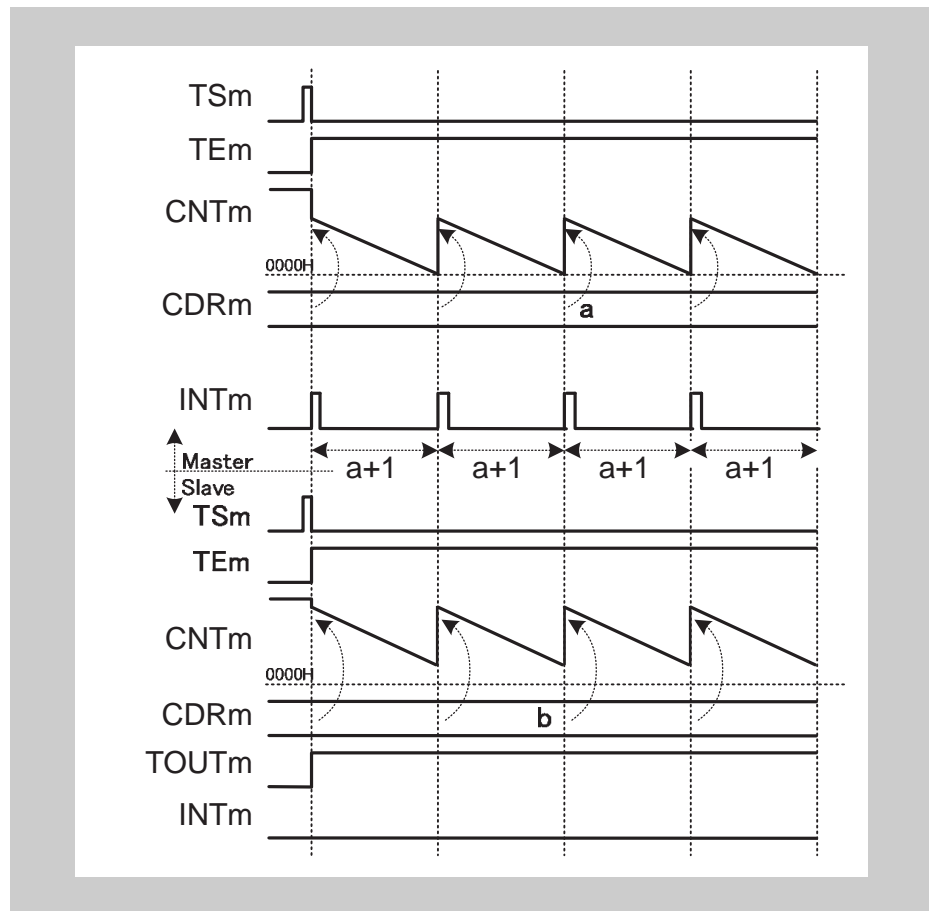 TSm
TEm
CNTm
0000H
CDRm
a
INTm
a+1 a+1 a+1 a+1
Master
Slave
TSm
TEm
CNTm
0000H
CDRm
b
TOUTm
INTm